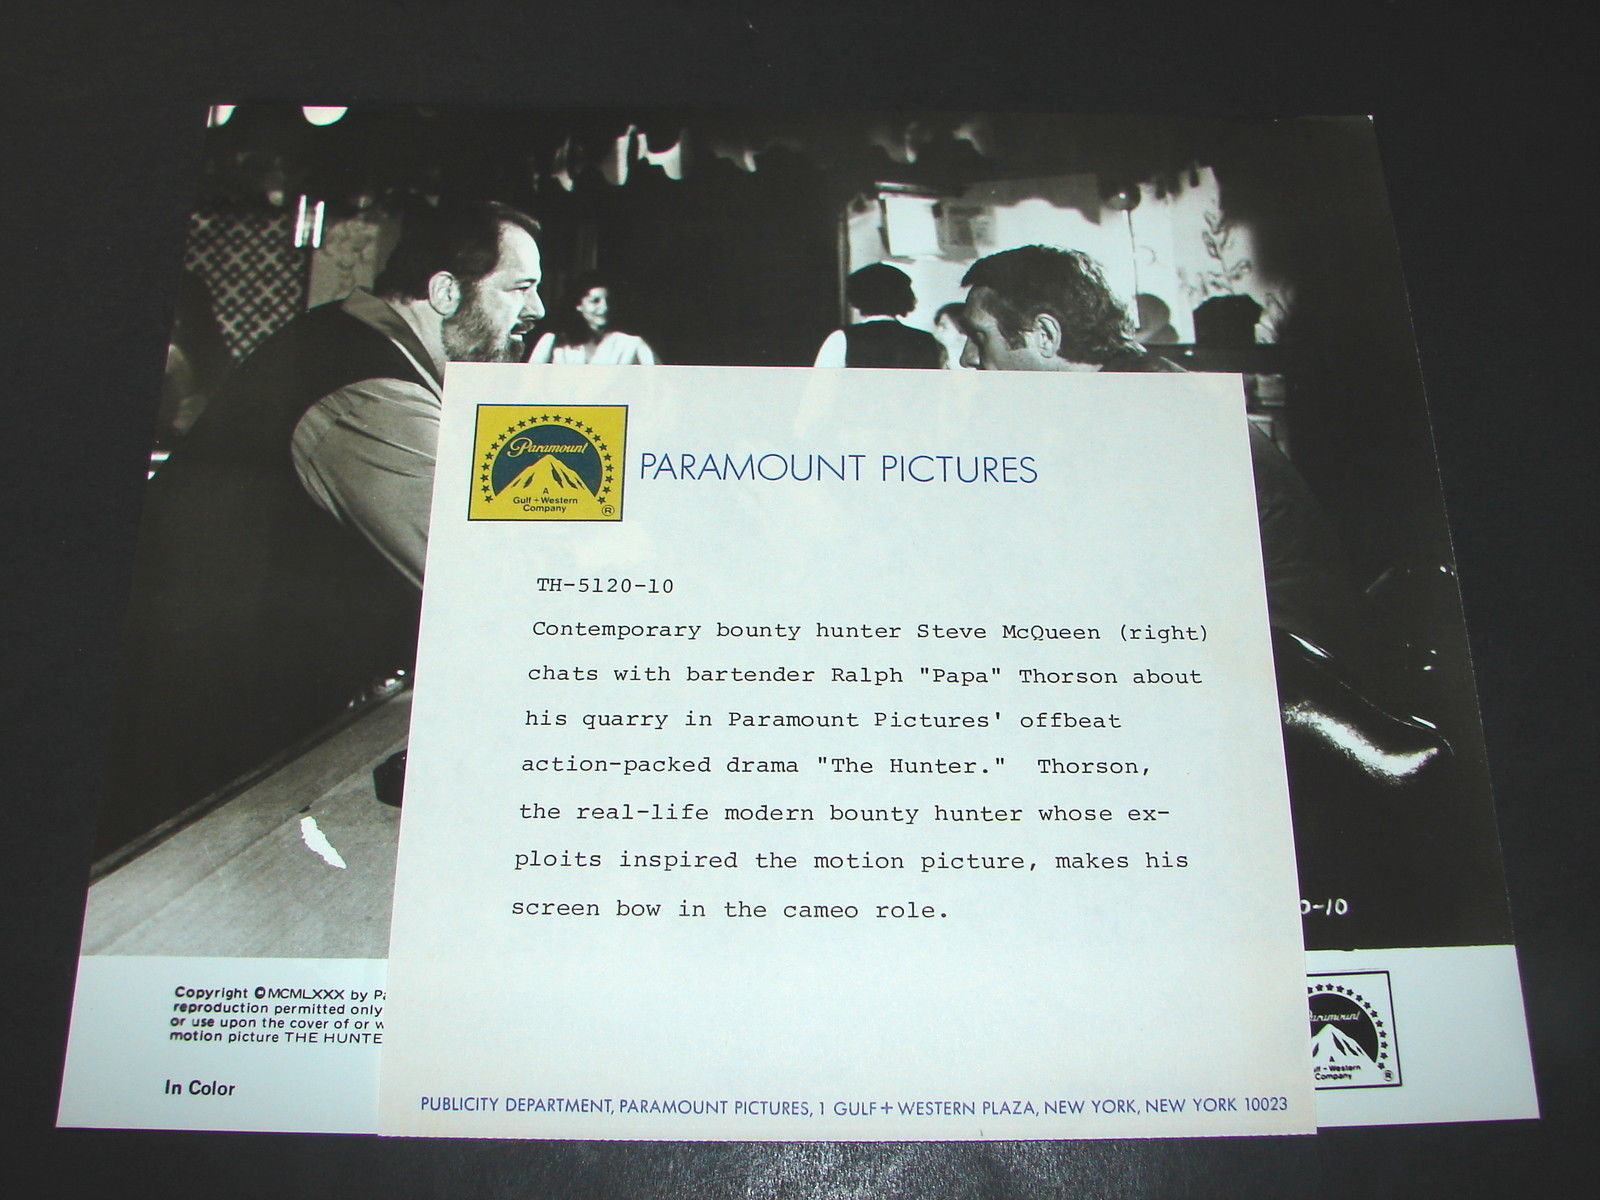 Paramount
A
Gulf + Western
Company
®
PARAMOUNT PICTURES
TH-5120-10
Contemporary bounty hunter Steve McQueen (right)
chats with bartender Ralph "Papa" Thorson about
his quarry in Paramount Pictures' offbeat
action-packed drama "The Hunter." Thorson,
the real-life modern bounty hunter whose ex-
ploits inspired the motion picture, makes his
screen bow in the cameo role.
0-10
Copyright © MCMLXXX by Pa
reproduction permitted only
or use upon the cover of or w
motion picture THE HUNTE
In Color
Paramount
A
lf + Western
Company
®
PUBLICITY DEPARTMENT, PARAMOUNT PICTURES, 1 GULF + WESTERN PLAZA, NEW YORK, NEW YORK 10023